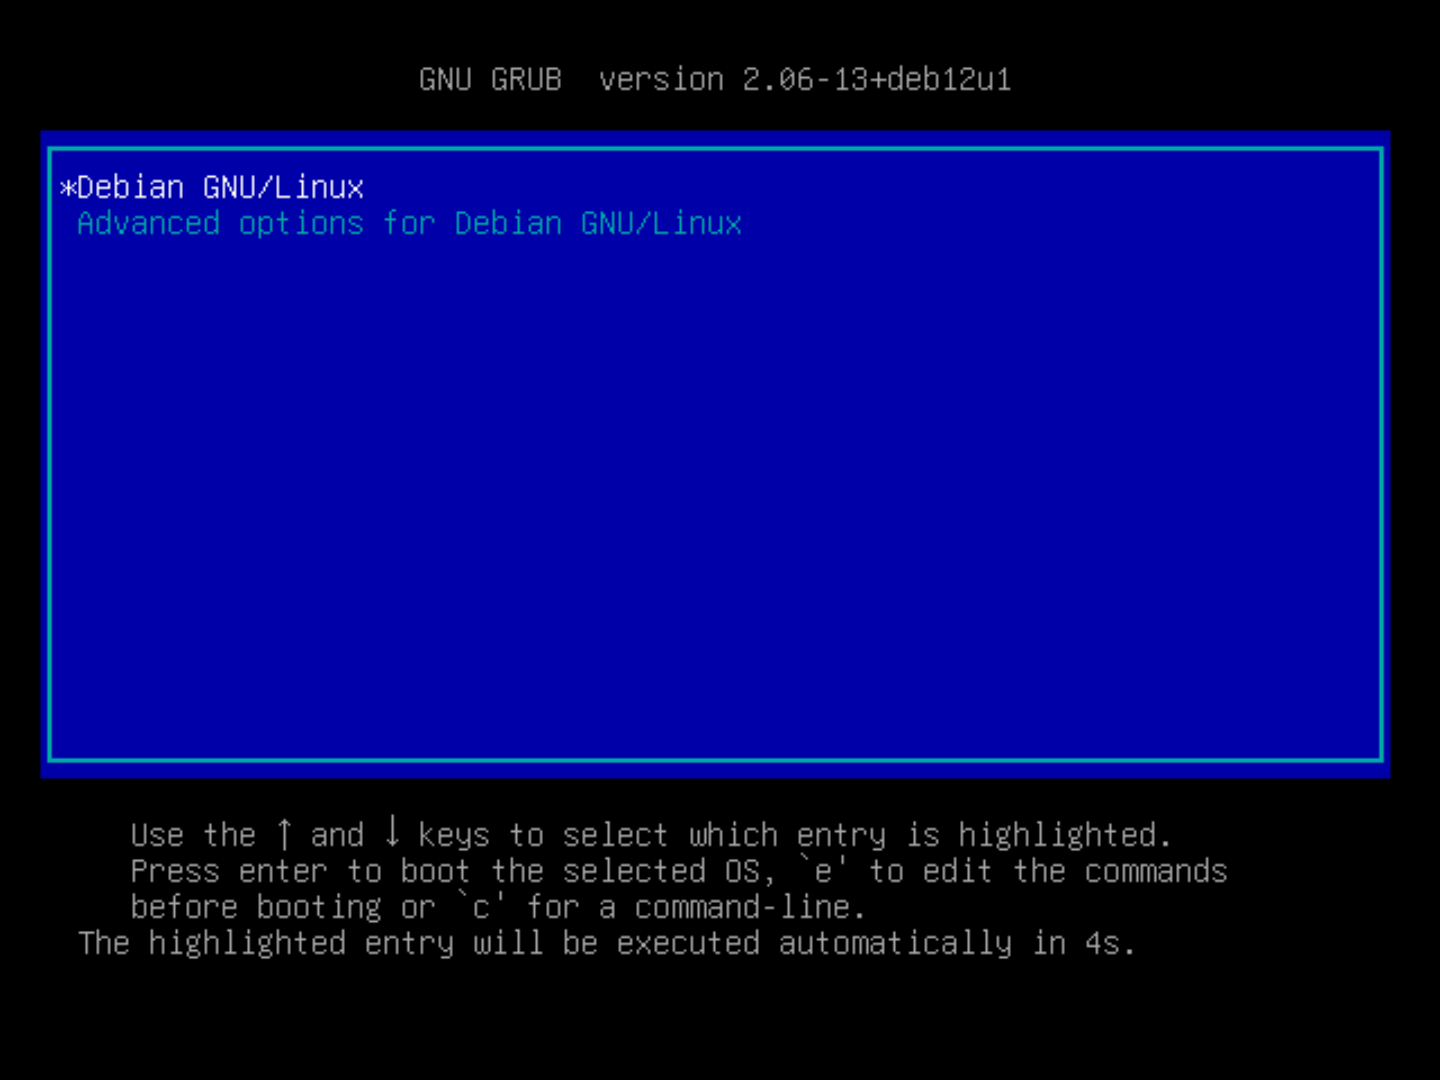 GNU GRUB  version 2.06-13+deb12u1
*Debian GNU/Linux
Advanced options for Debian GNU/Linux
Use the ↑ and ↓ keys to select which entry is highlighted.
Press enter to boot the selected OS, `e' to edit the commands
before booting or `c' for a command-line.
The highlighted entry will be executed automatically in 4s.